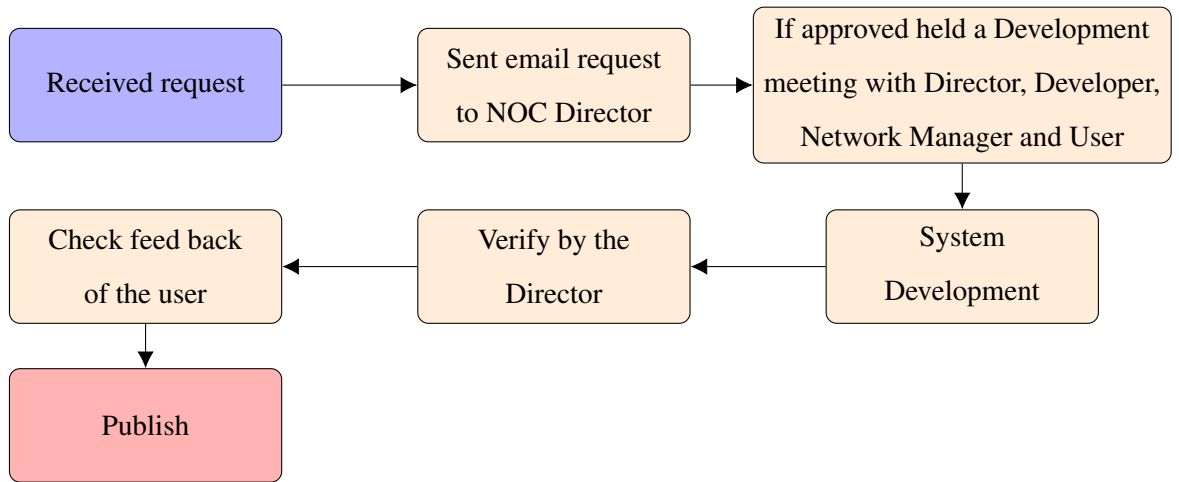 Received request
Sent email request
to NOC Director
If approved held a Development
meeting with Director, Developer,
Network Manager and User
System
Development
Verify by the
Director
Check feed back
of the user
Publish